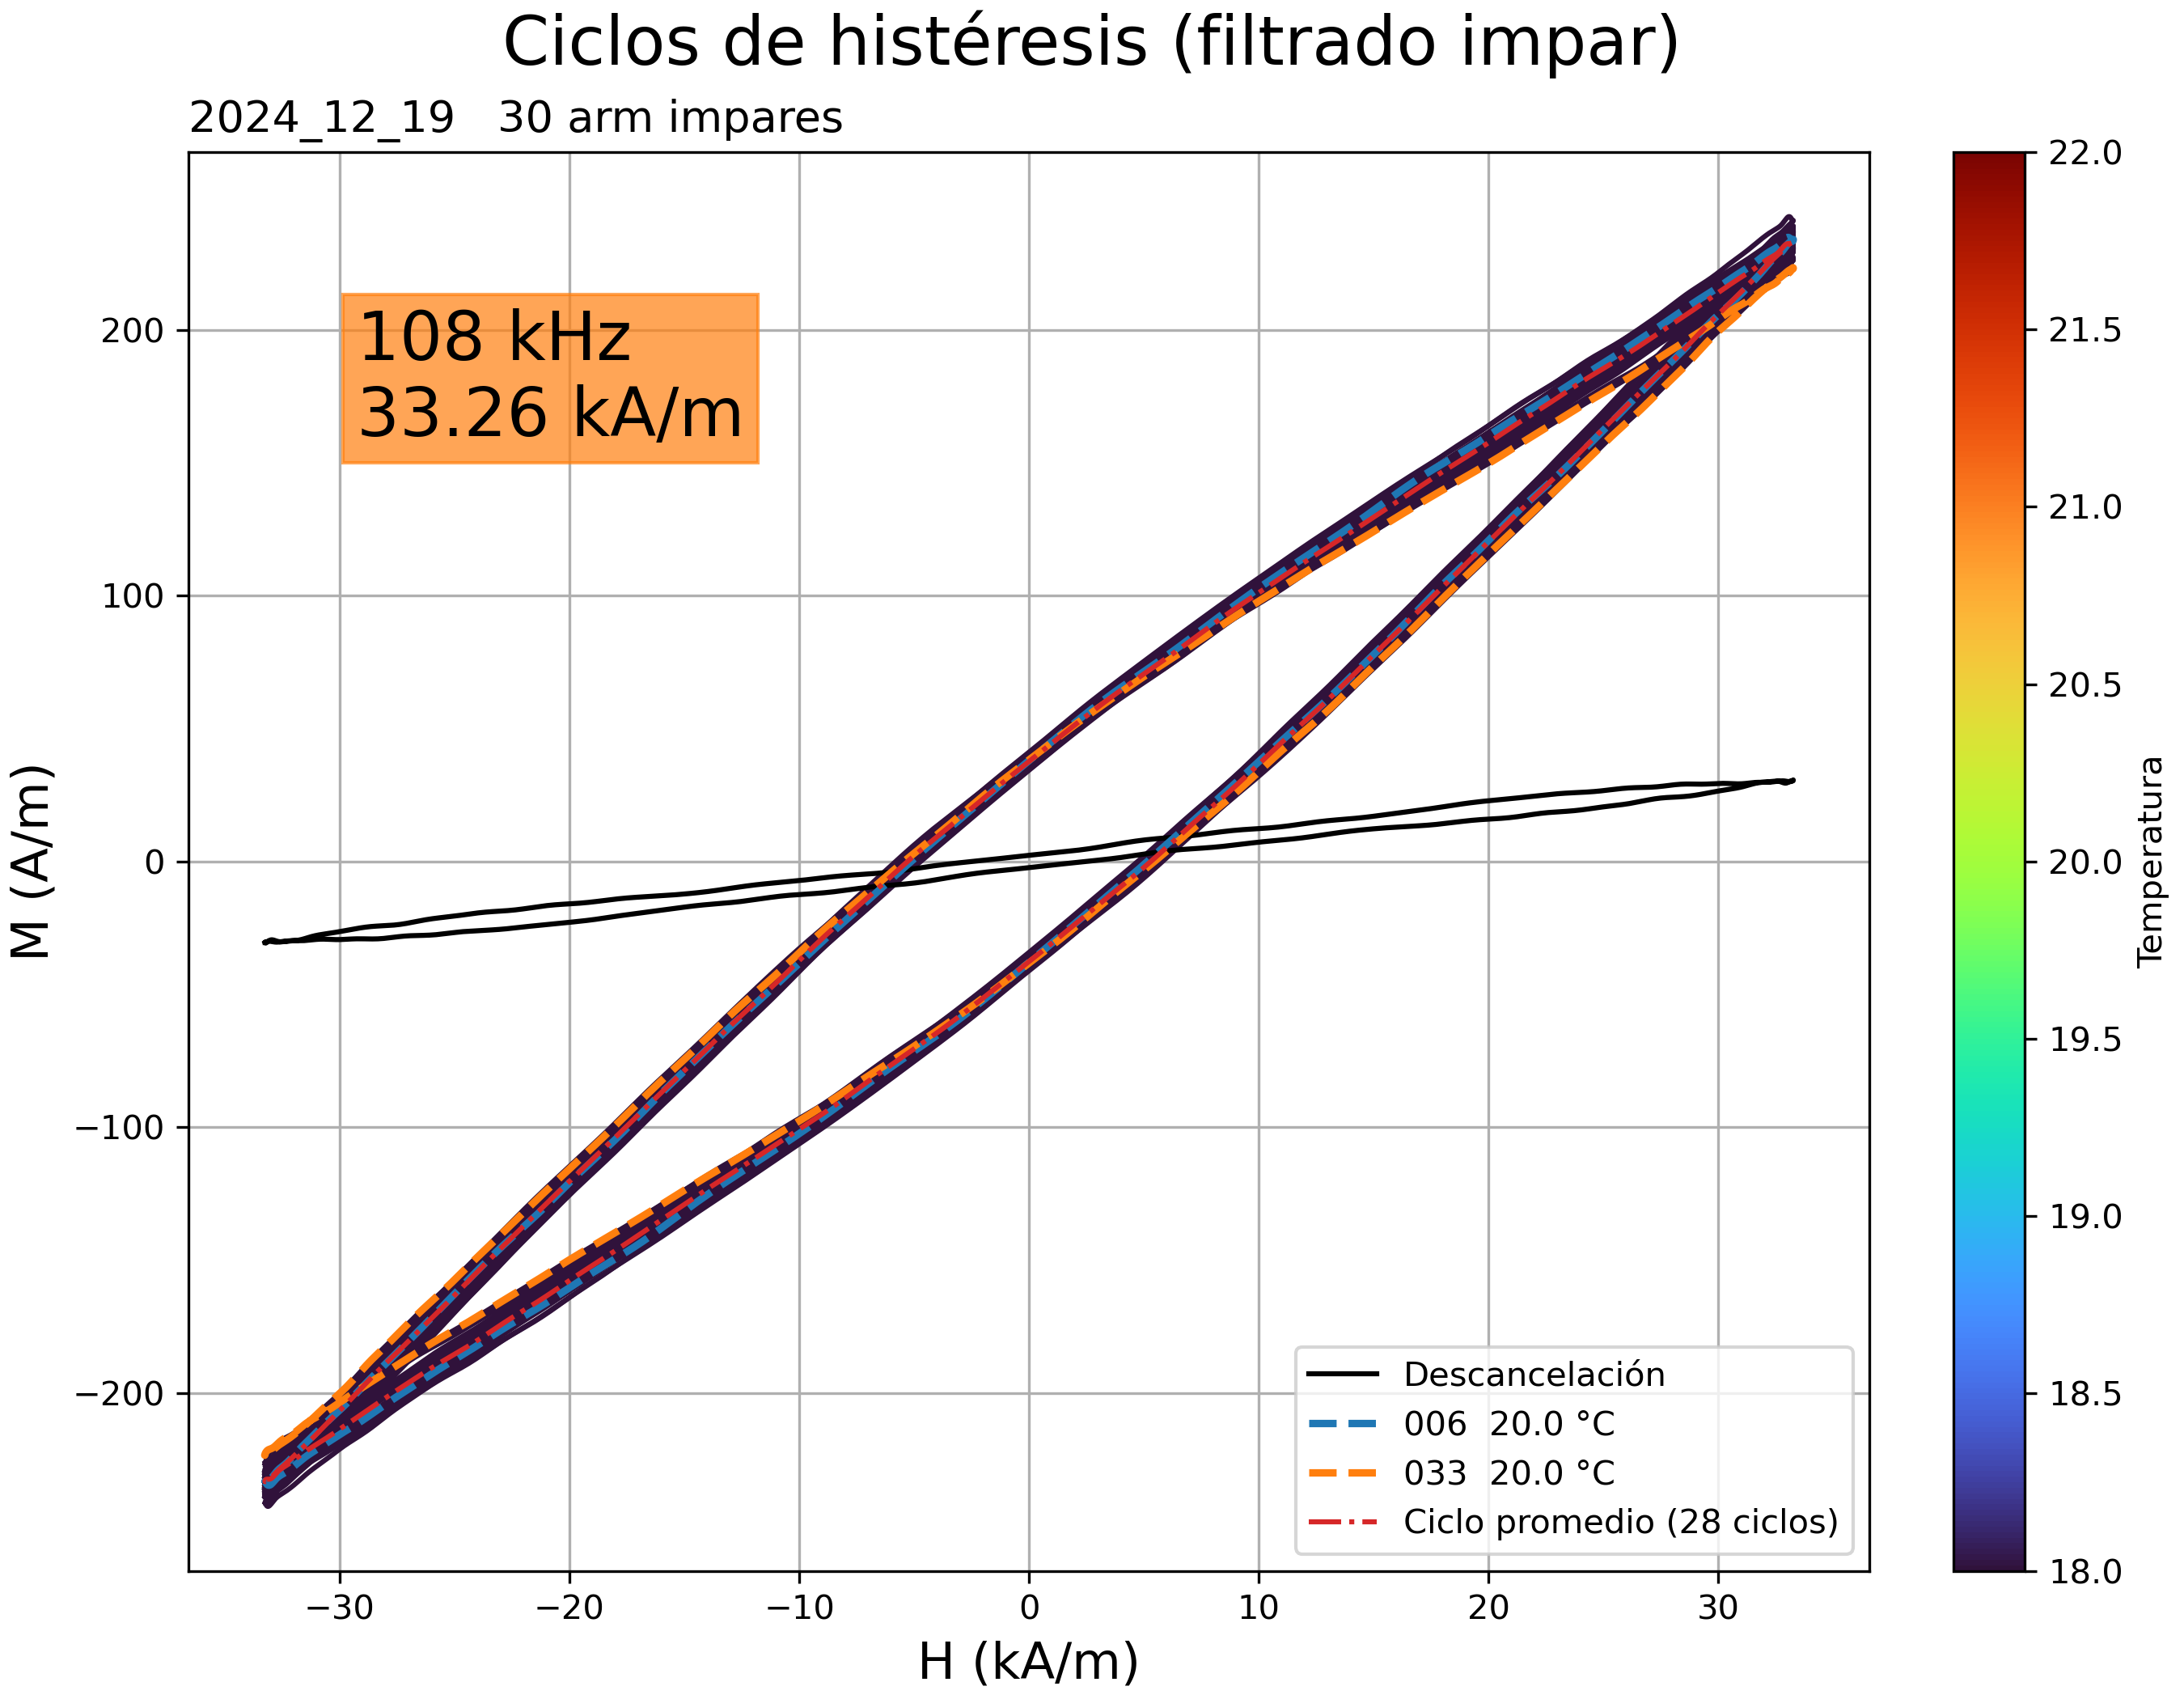 Ciclos de histéresis (filtrado impar)
2024_12_19   30 arm impares
108 kHz
33.26 kA/m
M (A/m)
200
100
0
−100
−200
−30
−20
−10
0
10
20
30
H (kA/m)
Descancelación
006  20.0 °C
033  20.0 °C
Ciclo promedio (28 ciclos)
22.0
21.5
21.0
20.5
20.0
19.5
19.0
18.5
18.0
Temperatura